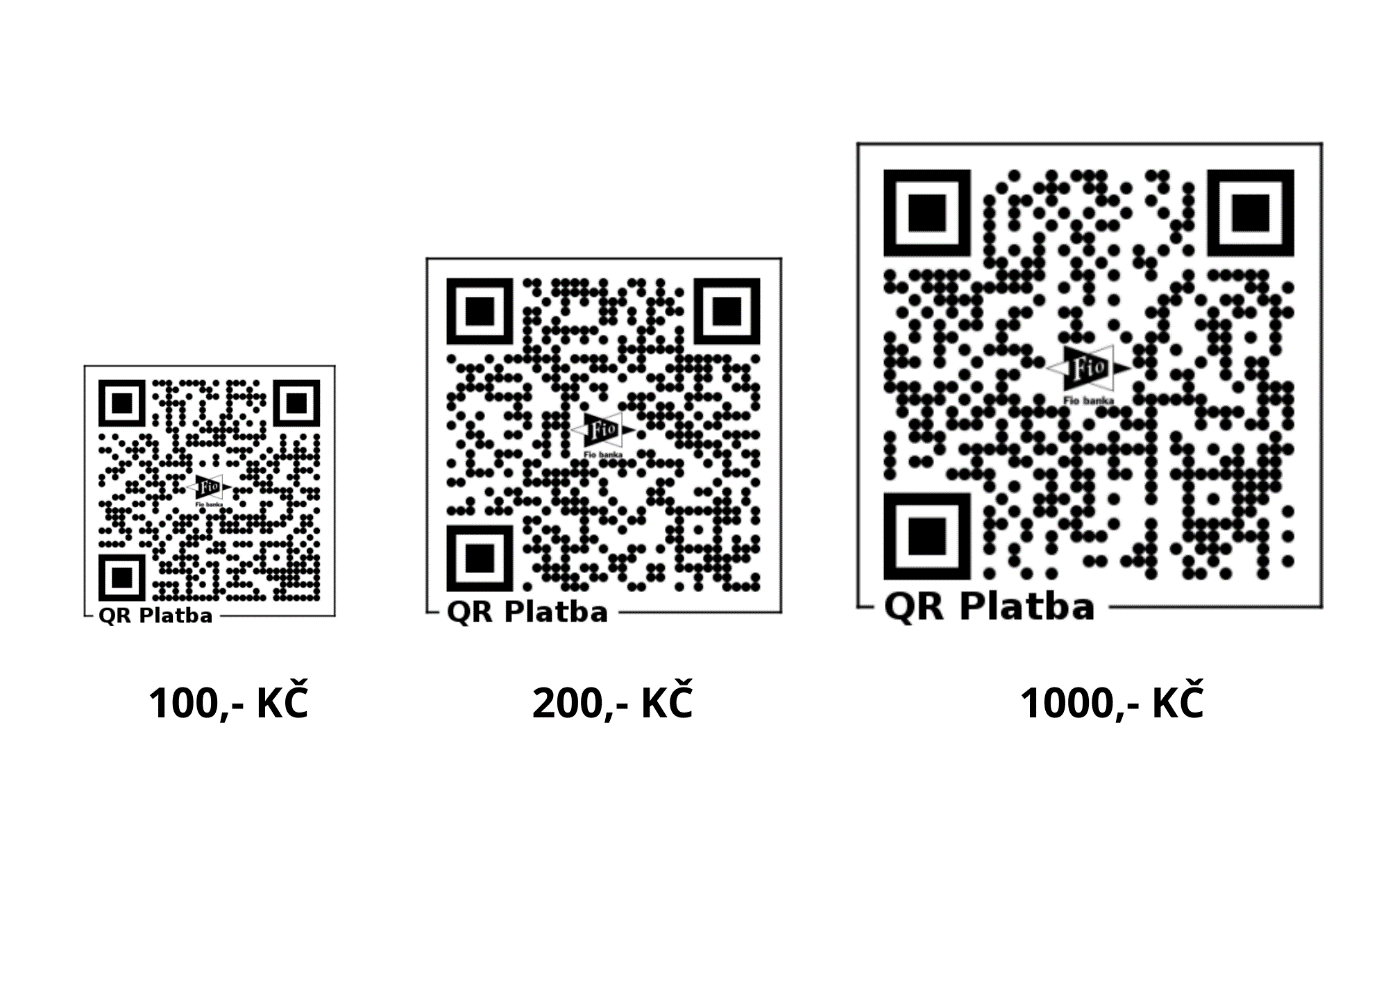 Fio
Fio banka
QR Platba
100,- KČ
Fio
Fio banka
QR Platba
200,- KČ
Fio
Fio banka
QR Platba
1000,- KČ